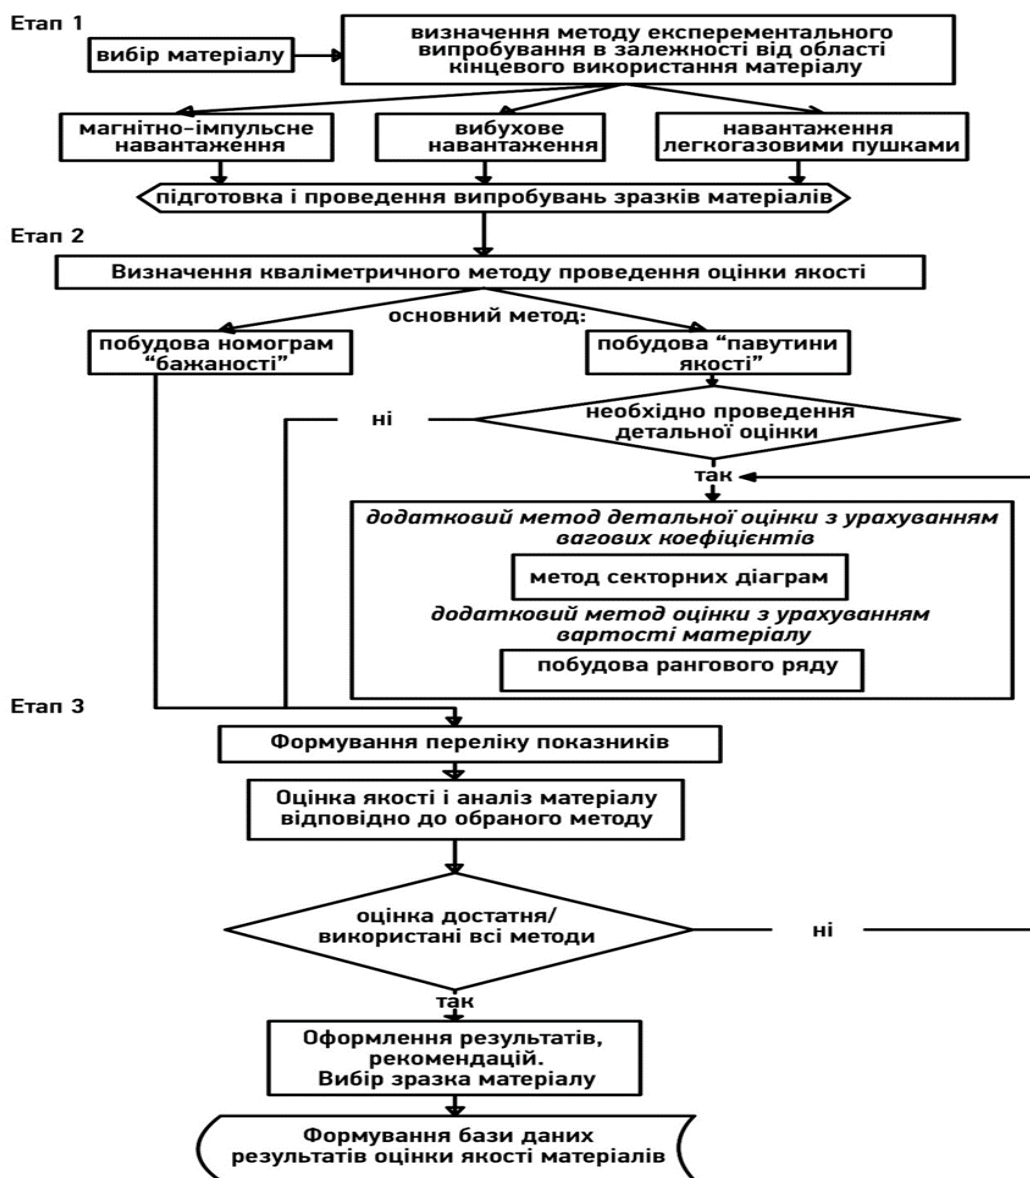 Етап 1
вибір матеріалу
визначення методу експерементального
випробування в залежності від області
кінцевого використання матеріалу
магнітно-імпульсне
навантаження
вибухове
навантаження
навантаження
легкогазовими пушками
підготовка і проведення випробувань зразків матеріалів
Етап 2
Визначення кваліметричного методу проведення оцінки якості
основний метод:
побудова номограм
“бажаності”
побудова “павутини
якості”
необхідно проведення
детальної оцінки
ні
так
додатковий метод детальної оцінки з урахуванням
вагових коефіцієнтів
метод секторних діаграм
додатковий метод оцінки з урахуванням
вартості матеріалу
побудова рангового ряду
Етап 3
Формування переліку показників
Оцінка якості і аналіз матеріалу
відповідно до обраного методу
оцінка достатня/
використані всі методи
ні
так
Оформлення результатів,
рекомендацій.
Вибір зразка матеріалу
Формування бази даних
результатів оцінки якості матеріалів